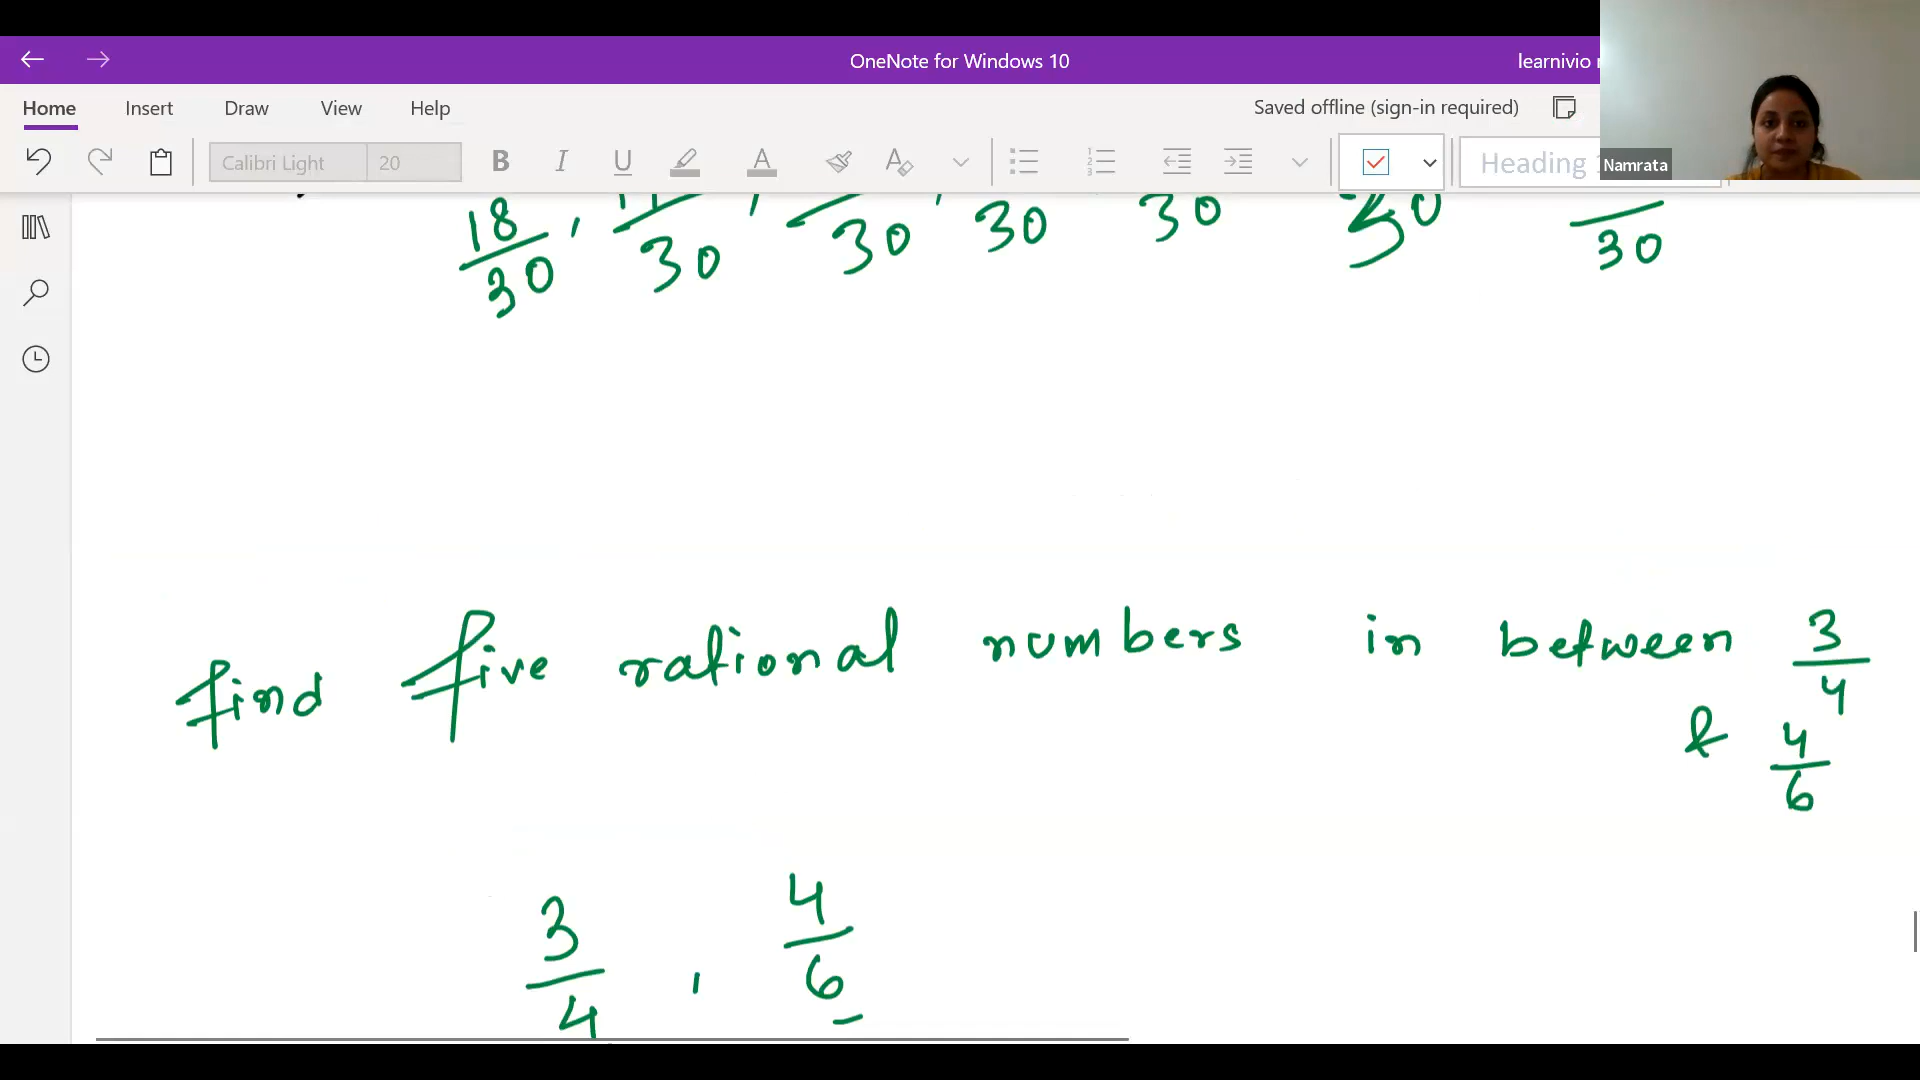 OneNote for Windows 10
learnivio
Home Insert Draw View Help
Saved offline (sign-in required)
Calibri Light 20 B I U A A
Heading
Namrata
18/30 , /30 , /30 , /30 /30 /30 /30
find five rational numbers in between 3/4
& 4/6
3/4 , 4/6